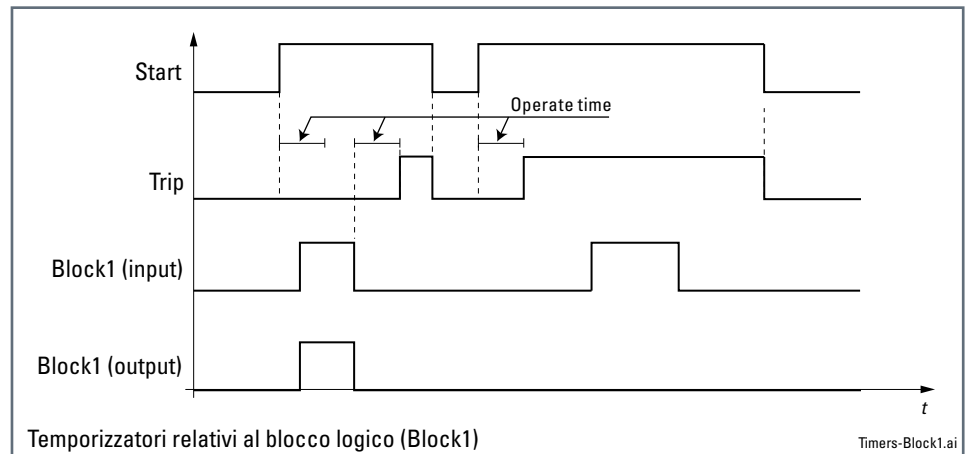 Start
Operate time
Trip
Block1 (input)
Block1 (output)
t
Temporizzatori relativi al blocco logico (Block1)
Timers-Block1.ai